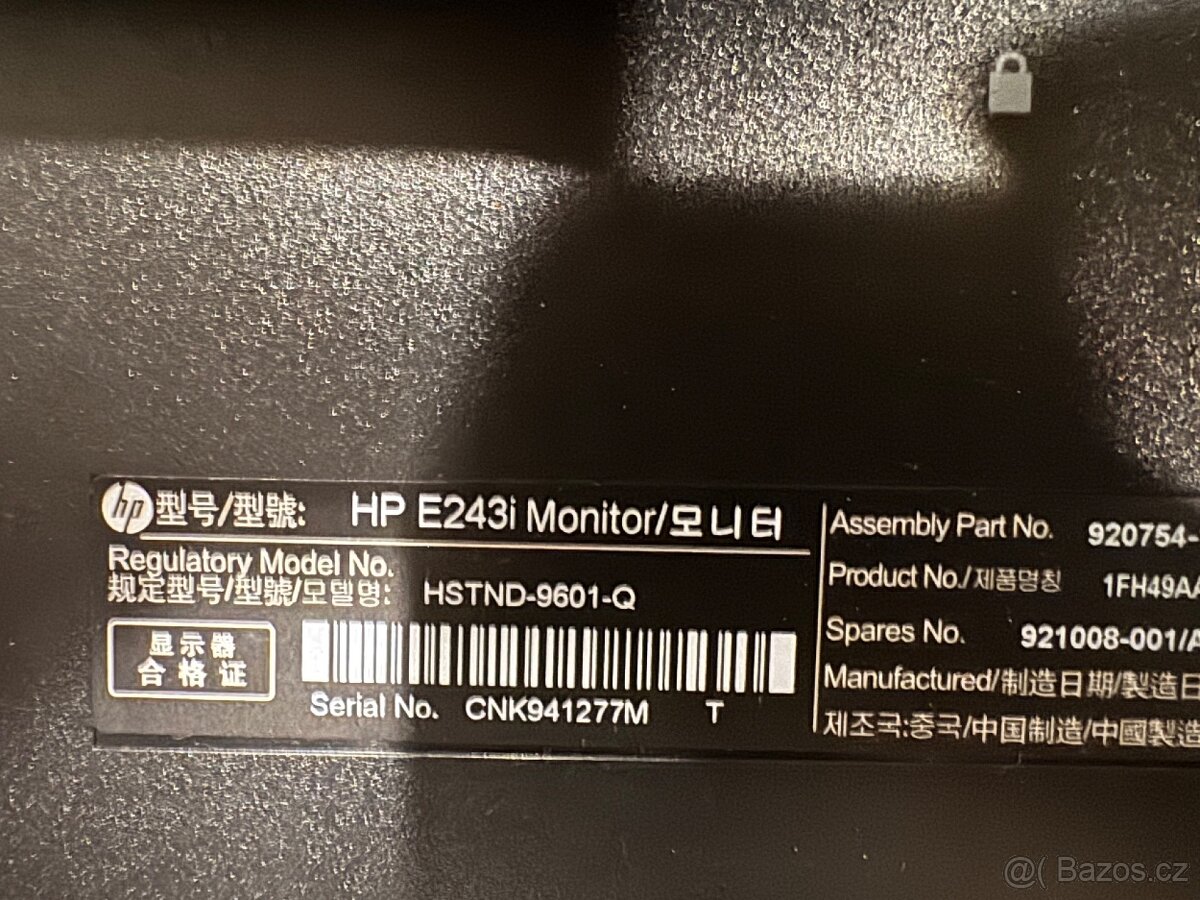 hp 型号/型號: HP E243i Monitor/모니터
Regulatory Model No.
规定型号/型號/모델명: HSTND-9601-Q
显示器
合格证
Serial No. CNK941277M T
Assembly Part No. 920754-
Product No./제품명칭 1FH49AA
Spares No. 921008-001/A
Manufactured/制造日期/製造日
제조국:중국/中国制造/中國製造
@( Bazos.cz